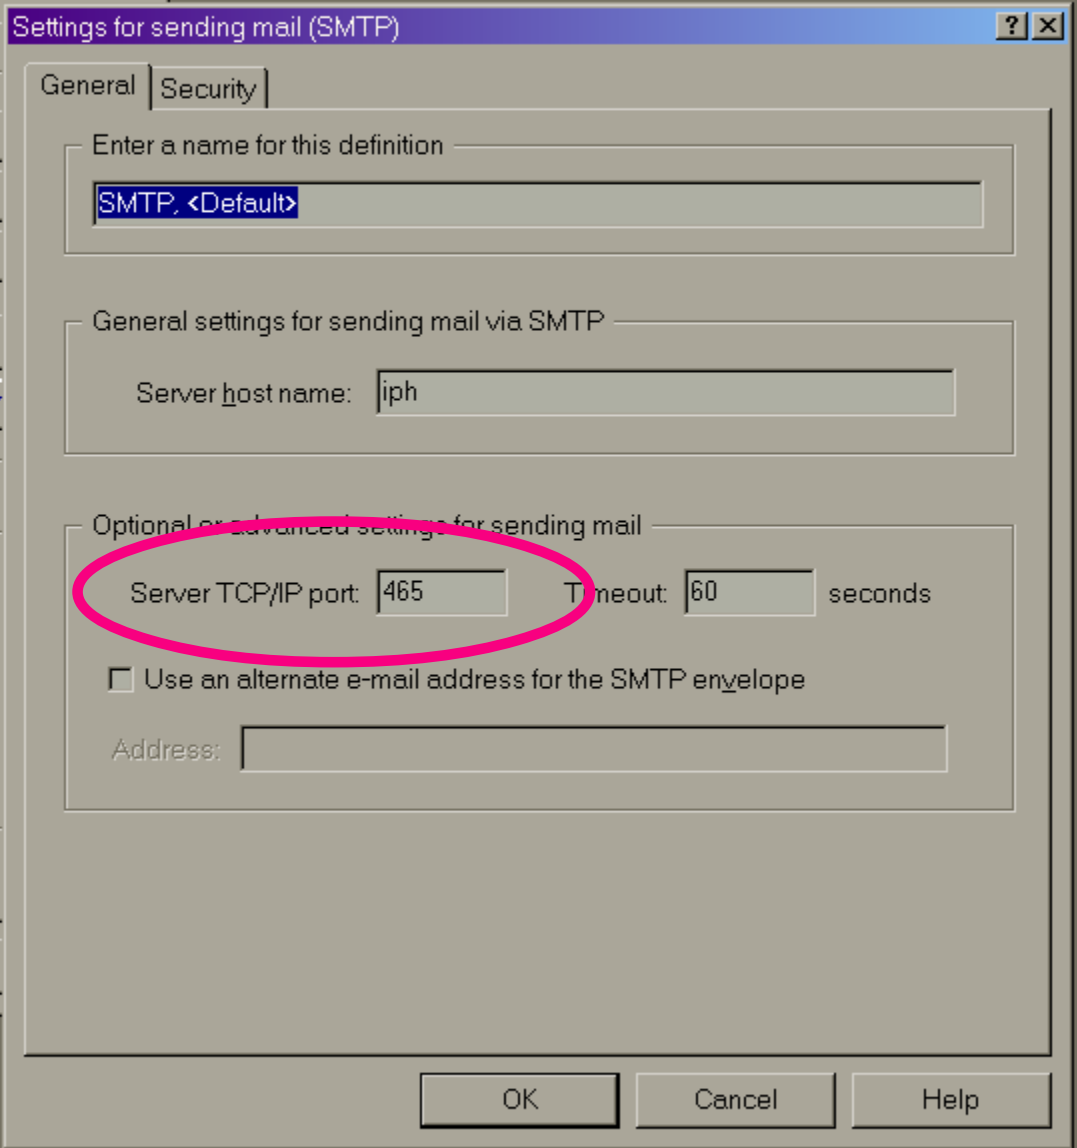 Settings for sending mail (SMTP)
General Security
Enter a name for this definition
SMTP, <Default>
General settings for sending mail via SMTP
Server host name: iph
Optional or advanced settings for sending mail
Server TCP/IP port: 465 Timeout: 60 seconds
Use an alternate e-mail address for the SMTP envelope
Address:
OK Cancel Help